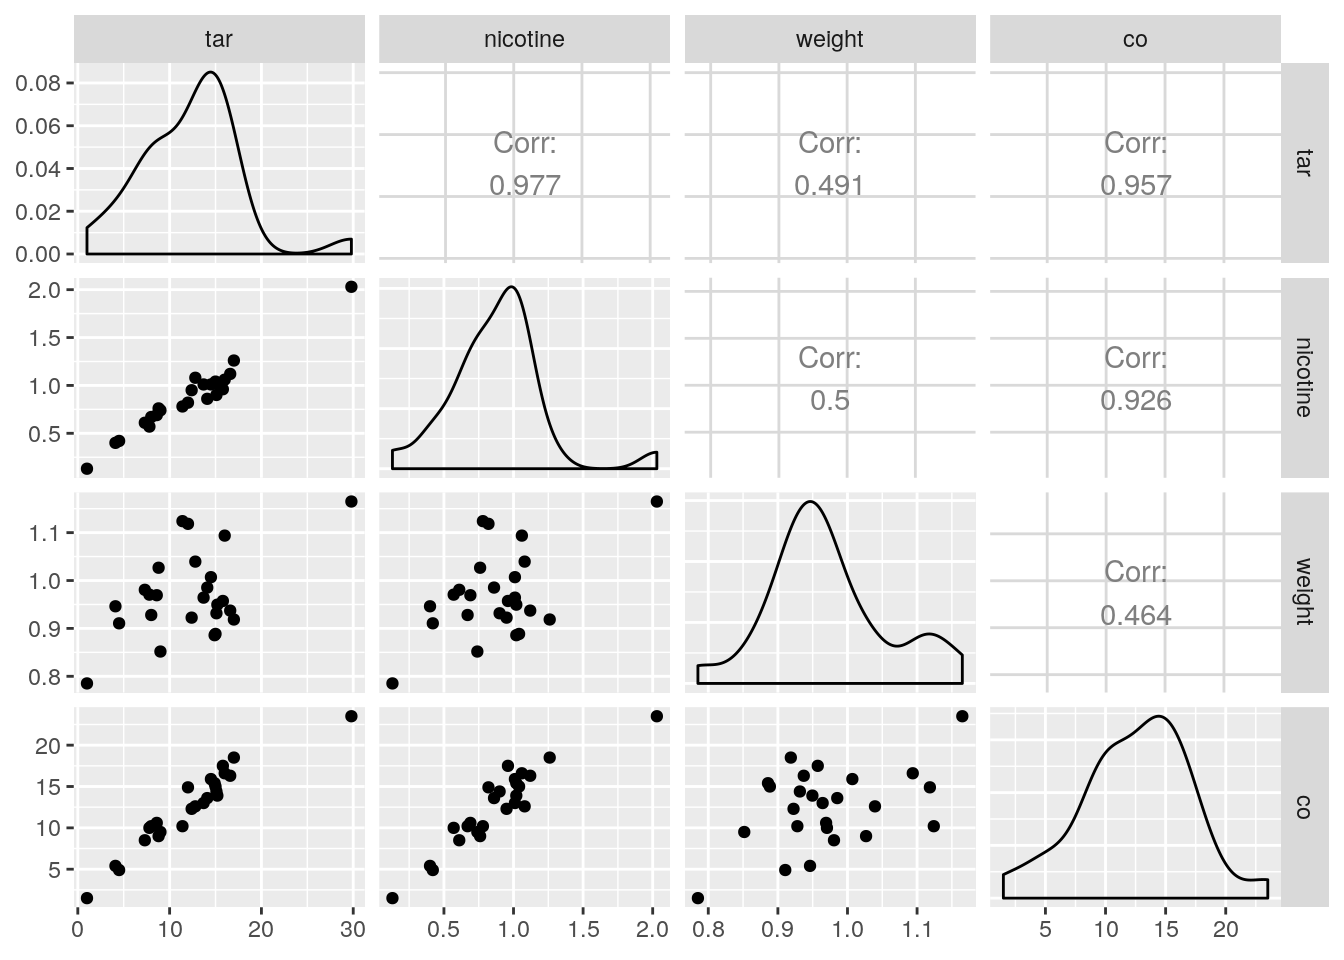 tar nicotine weight co
0.08
0.06
0.04
0.02
0.00
Corr:
0.977
Corr:
0.491
Corr:
0.957
tar
2.0
1.5
1.0
0.5
Corr:
0.5
Corr:
0.926
nicotine
1.1
1.0
0.9
0.8
Corr:
0.464
weight
20
15
10
5
co
0 10 20 30 0.5 1.0 1.5 2.0 0.8 0.9 1.0 1.1 5 10 15 20